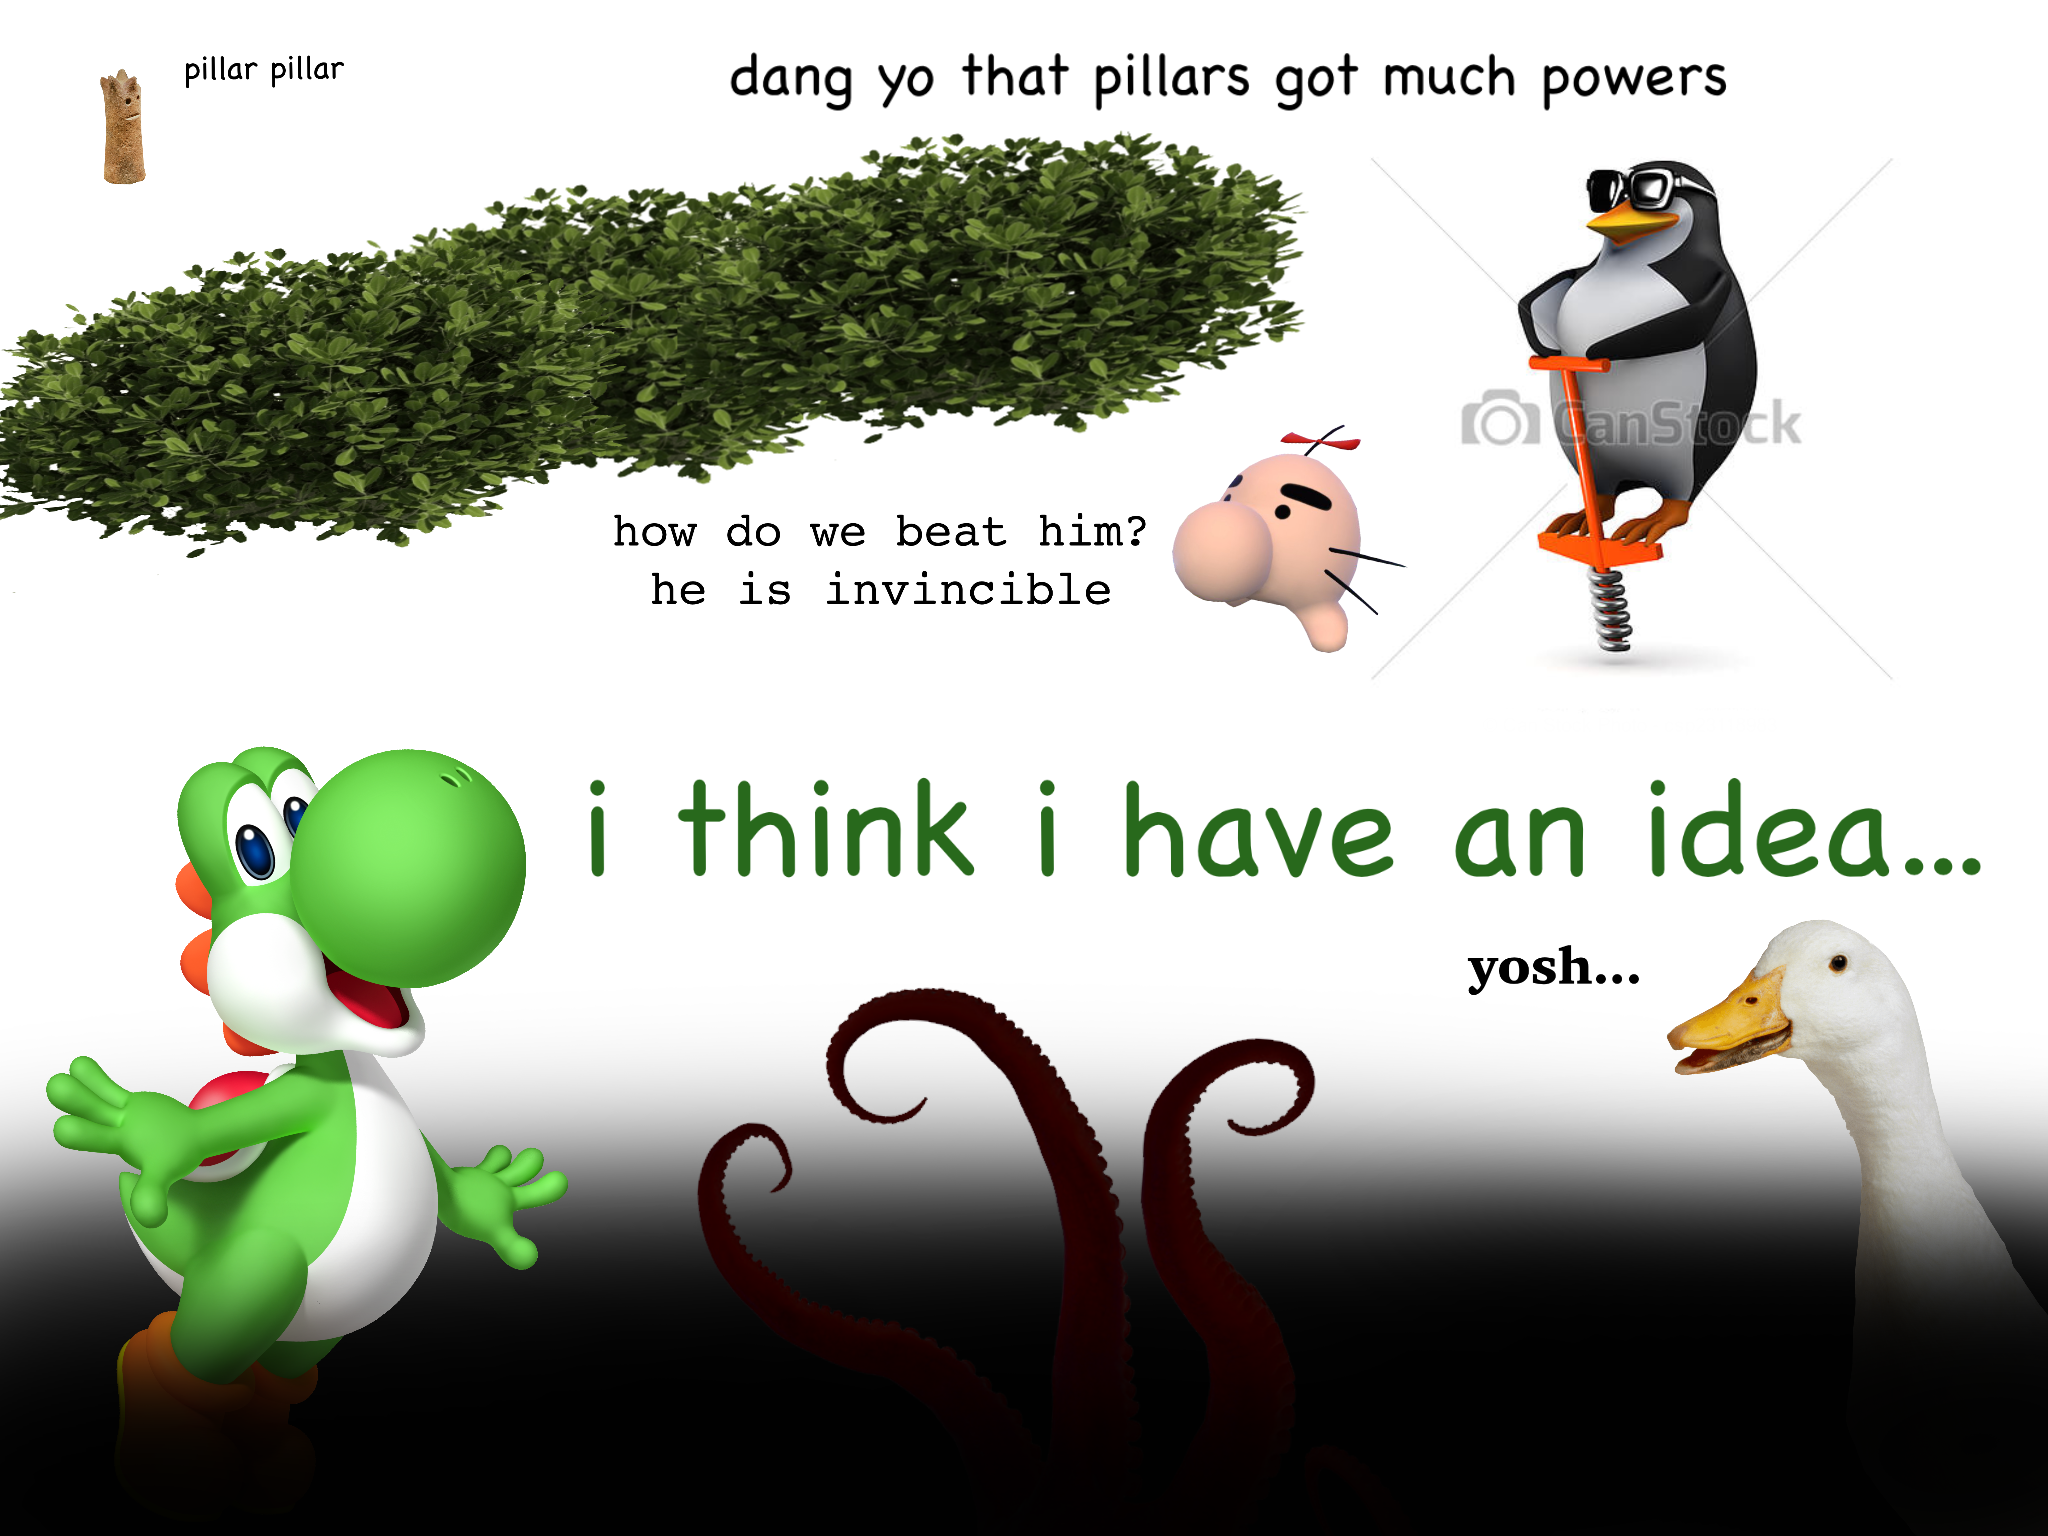 pillar pillar
dang yo that pillars got much powers
CanStock
how do we beat him?
he is invincible
i think i have an idea...
yosh...